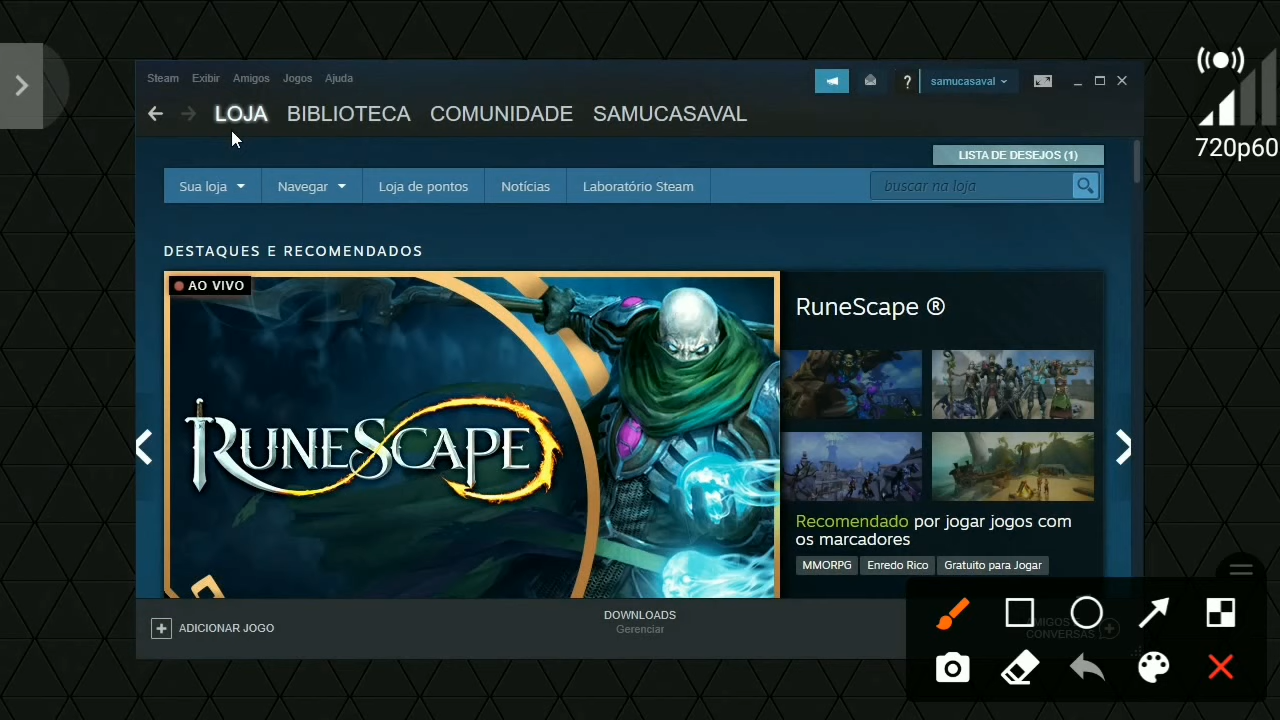 Steam Exibir Amigos Jogos Ajuda
samucasaval
LOJA BIBLIOTECA COMUNIDADE SAMUCASAVAL
720p60
LISTA DE DESEJOS (1)
Sua loja Navegar Loja de pontos Notícias Laboratório Steam
buscar na loja
DESTAQUES E RECOMENDADOS
AO VIVO
RUNESCAPE
RuneScape ®
Recomendado por jogar jogos com
os marcadores
MMORPG Enredo Rico Gratuito para Jogar
ADICIONAR JOGO
DOWNLOADS
Gerenciar
CONVERSAS